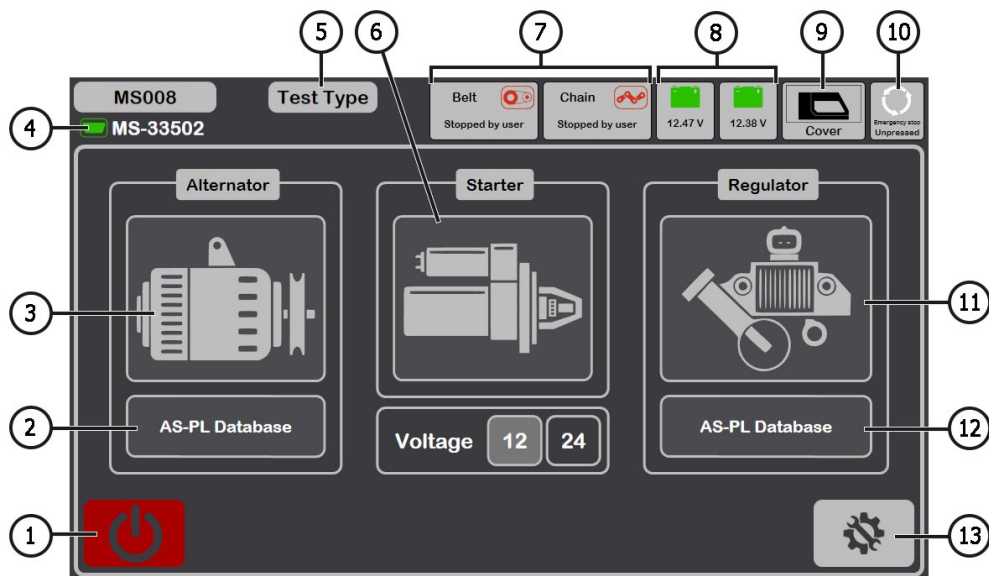 5
6
7
8
9
10
MS008
Test Type
Belt
Chain
Stopped by user
Stopped by user
12.47 V
12.38 V
Cover
Emergency stop
Unpressed
4
MS-33502
Alternator
Starter
Regulator
3
11
2
AS-PL Database
Voltage
12
24
AS-PL Database
12
1
13